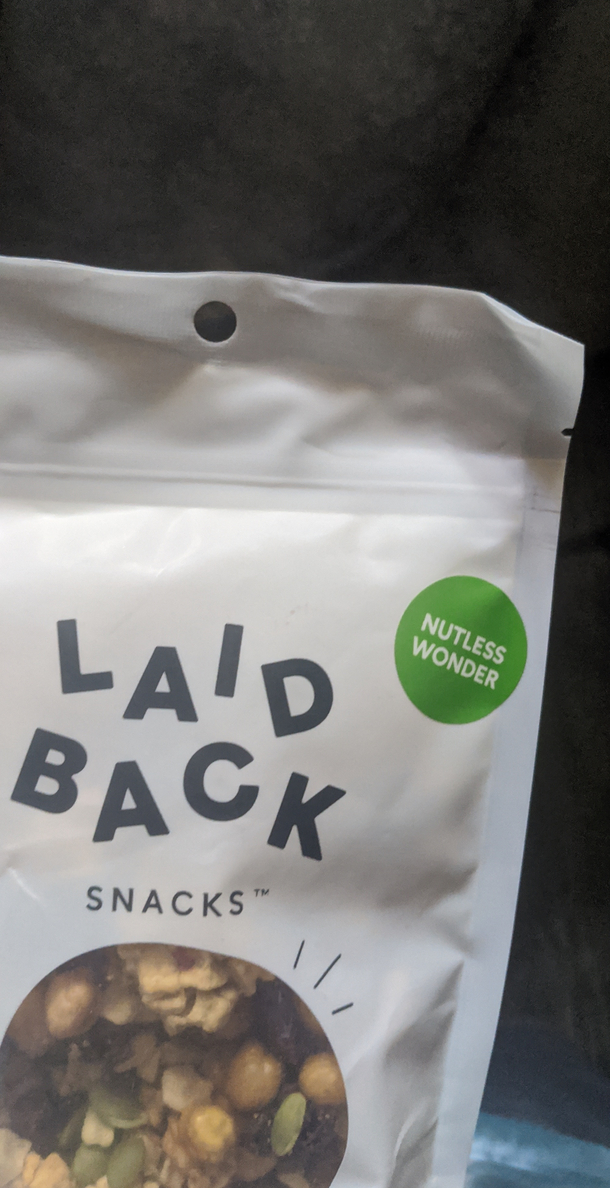 LAID
BACK
SNACKS™
NUTLESS
WONDER